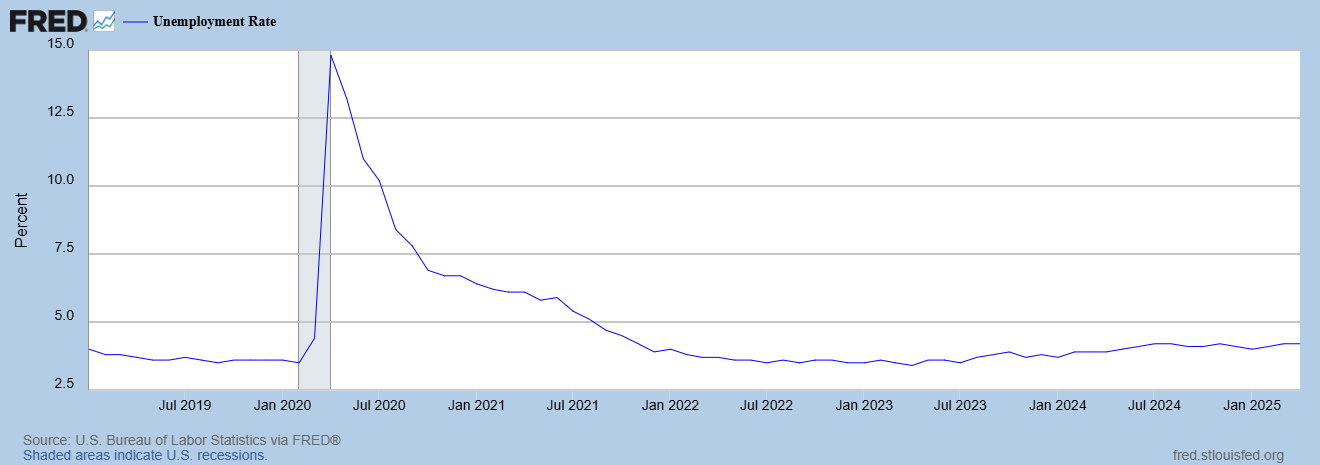 FRED Unemployment Rate
15.0
12.5
10.0
7.5
5.0
2.5
Percent
Jul 2019 Jan 2020 Jul 2020 Jan 2021 Jul 2021 Jan 2022 Jul 2022 Jan 2023 Jul 2023 Jan 2024 Jul 2024 Jan 2025
Source: U.S. Bureau of Labor Statistics via FRED®
Shaded areas indicate U.S. recessions. fred.stlouisfed.org